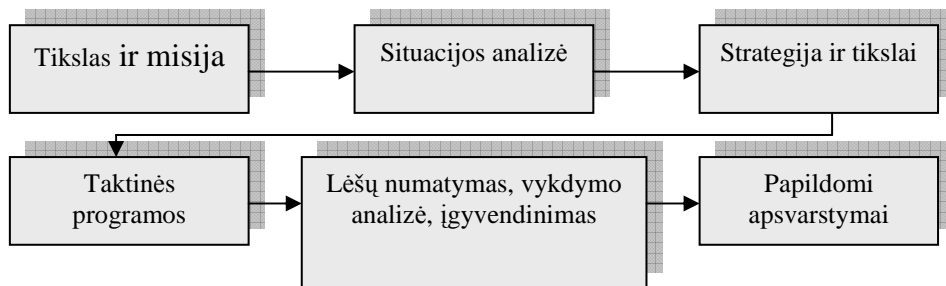 Tikslas ir misija
Situacijos analizė
Strategija ir tikslai
Taktinės
programos
Lėšų numatymas, vykdymo
analizė, įgyvendinimas
Papildomi
apsvarstymai